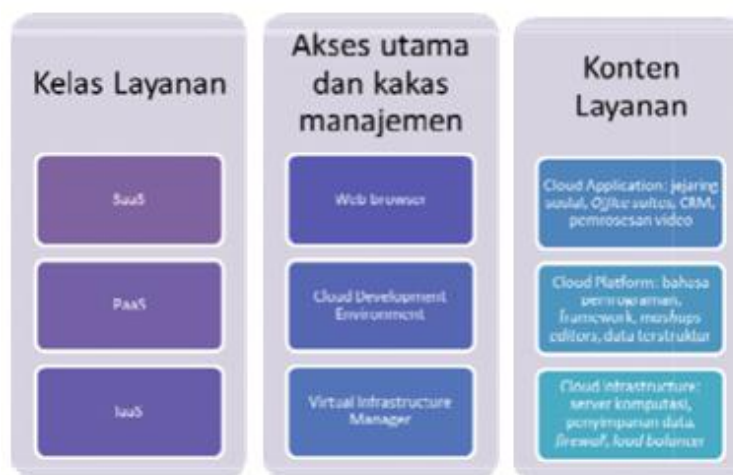 Kelas Layanan
SaaS
PaaS
IaaS
Akses utama
dan kakas
manajemen
Web browser
Cloud Development
Environment
Virtual Infrastructure
Manager
Konten
Layanan
Cloud Application: jejaring
sosial, Office suites, CRM,
pemrosesan video
Cloud Platform: bahasa
pemrograman,
framework, mashups
editors, data terstruktur
Cloud Infrastructure:
server komputasi,
penyimpanan data,
firewall, load balancer